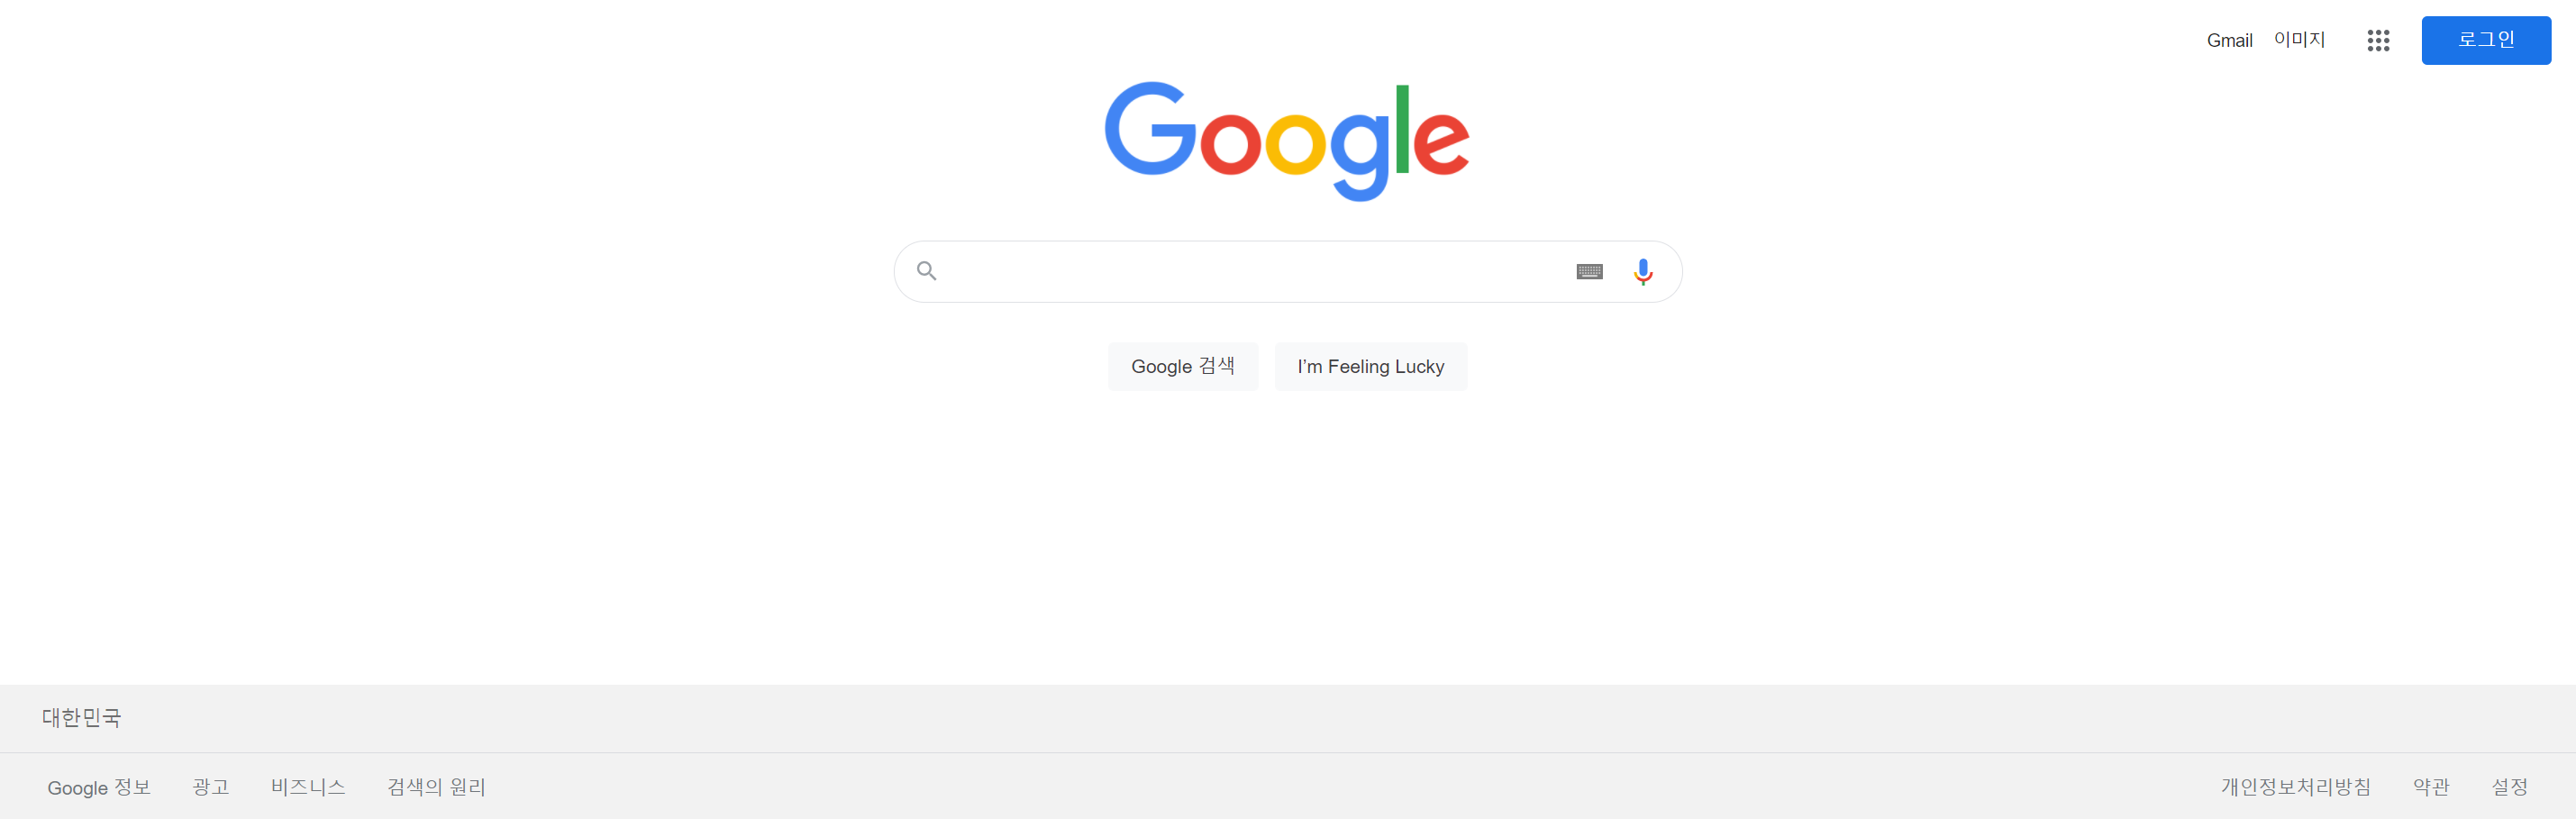 Gmail 이미지 로그인
Google
Google 검색 I’m Feeling Lucky
대한민국
Google 정보 광고 비즈니스 검색의 원리 개인정보처리방침 약관 설정